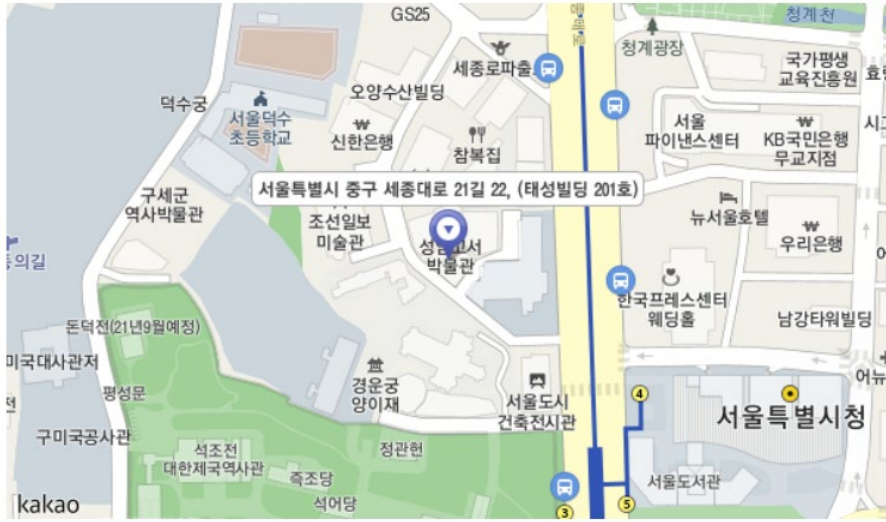 GS25
청계천
세종대로
청계광장
국가평생
교육진흥원
세종로파출
오양수산빌딩
덕수궁
서울덕수
초등학교
신한은행
참복집
서울
파이낸스센터
KB국민은행
무교지점
서울특별시 중구 세종대로 21길 22, (태성빌딩 201호)
구세군
역사박물관
조선일보
미술관
박물관
뉴서울호텔
우리은행
한국프레스센터
웨딩홀
남강타워빌딩
돈덕전(21년9월예정)
미국대사관저
평성문
경운궁
양이재
서울도시
건축전시관
4
서울특별시청
어뉴
구미국공사관
석조전
대한제국역사관
정관헌
즉조당
석어당
서울도서관
kakao
3
5